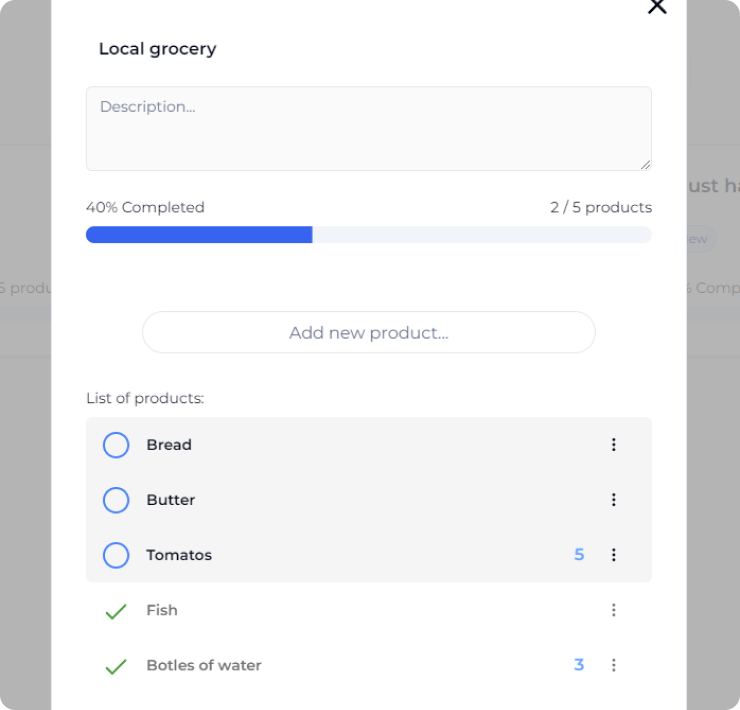 Local grocery
Description...
40% Completed
2 / 5 products
Add new product...
List of products:
Bread
Butter
Tomatos
5
Fish
Botles of water
3